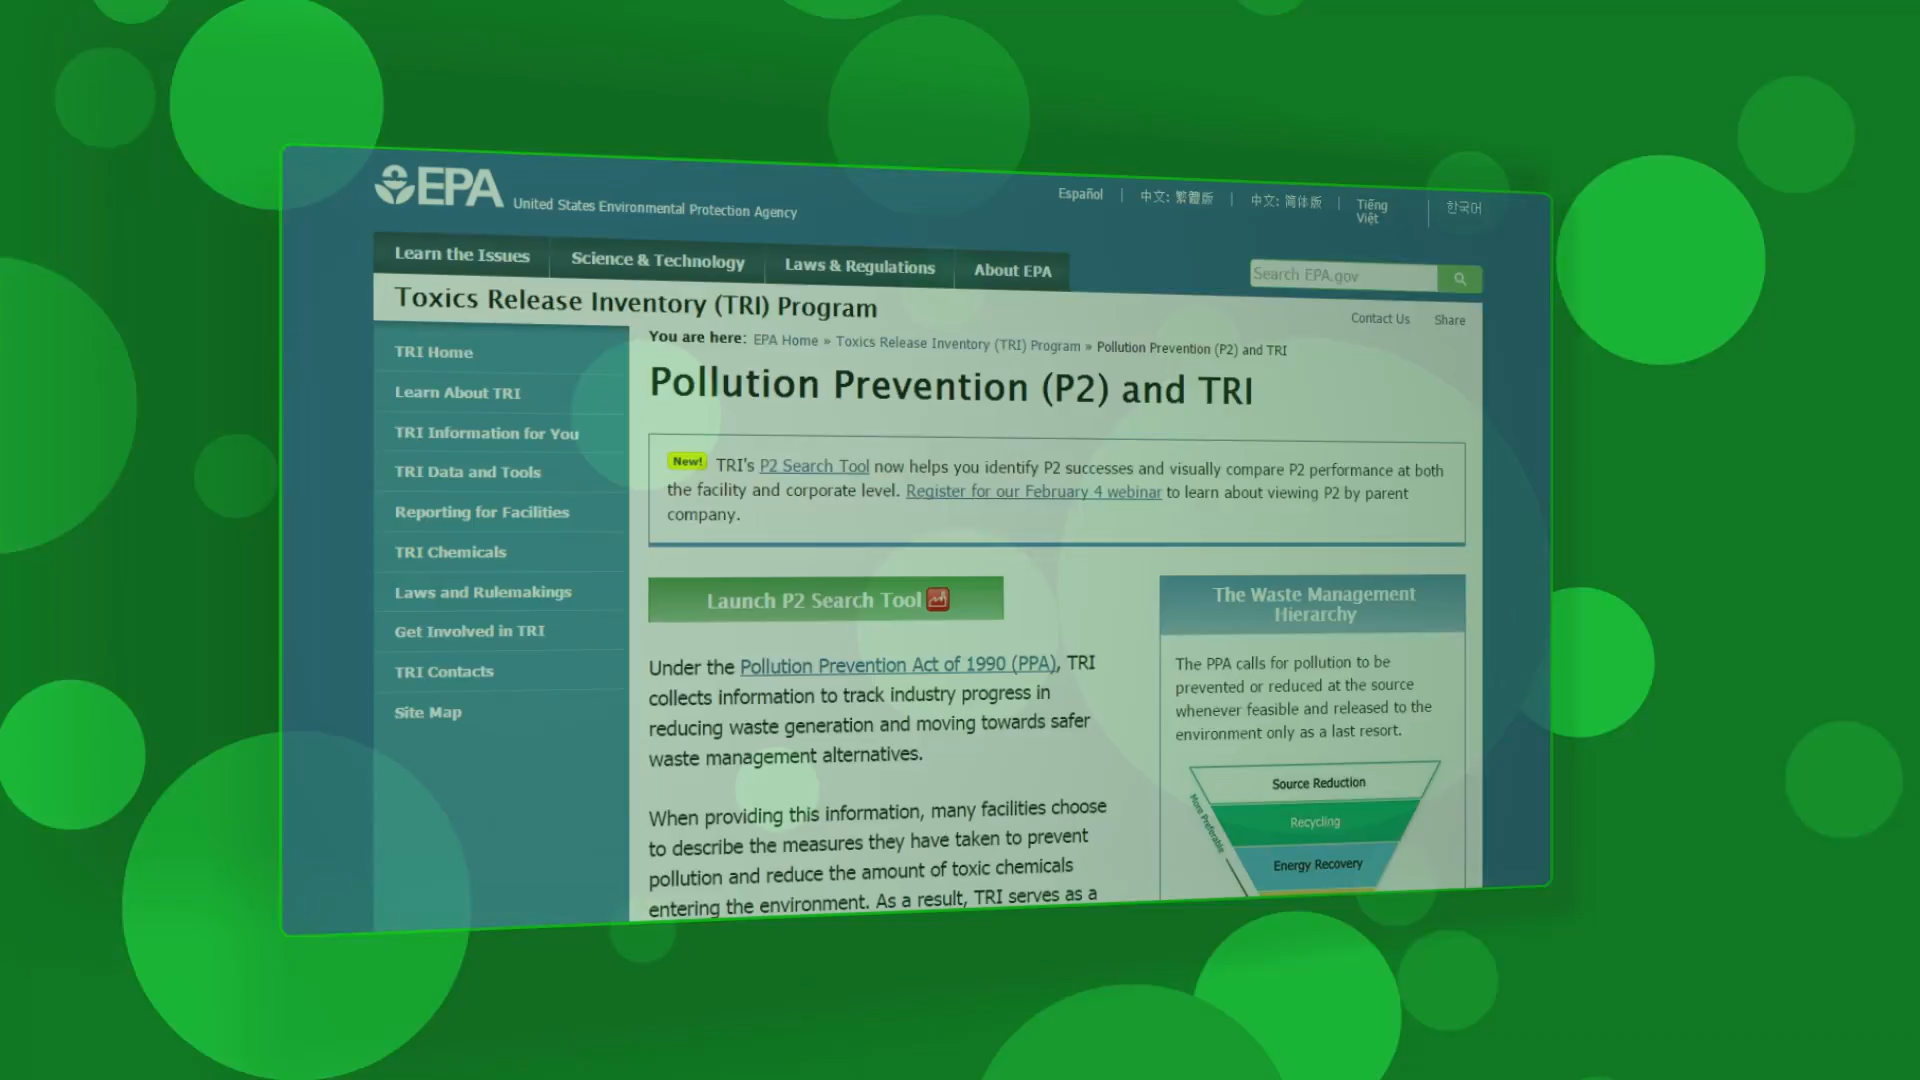 EPA United States Environmental Protection Agency
Español | 中文: 繁體版 | 中文: 简体版 | Tiếng Việt | 한국어
Learn the Issues Science & Technology Laws & Regulations About EPA
Search EPA.gov
Toxics Release Inventory (TRI) Program
Contact Us Share
TRI Home
Learn About TRI
TRI Information for You
TRI Data and Tools
Reporting for Facilities
TRI Chemicals
Laws and Rulemakings
Get Involved in TRI
TRI Contacts
Site Map
You are here: EPA Home » Toxics Release Inventory (TRI) Program » Pollution Prevention (P2) and TRI
Pollution Prevention (P2) and TRI
New! TRI's P2 Search Tool now helps you identify P2 successes and visually compare P2 performance at both
the facility and corporate level. Register for our February 4 webinar to learn about viewing P2 by parent
company.
Launch P2 Search Tool
Under the Pollution Prevention Act of 1990 (PPA), TRI
collects information to track industry progress in
reducing waste generation and moving towards safer
waste management alternatives.
When providing this information, many facilities choose
to describe the measures they have taken to prevent
pollution and reduce the amount of toxic chemicals
entering the environment. As a result, TRI serves as a
The Waste Management
Hierarchy
The PPA calls for pollution to be
prevented or reduced at the source
whenever feasible and released to the
environment only as a last resort.
Source Reduction
Recycling
Energy Recovery
More Preferable